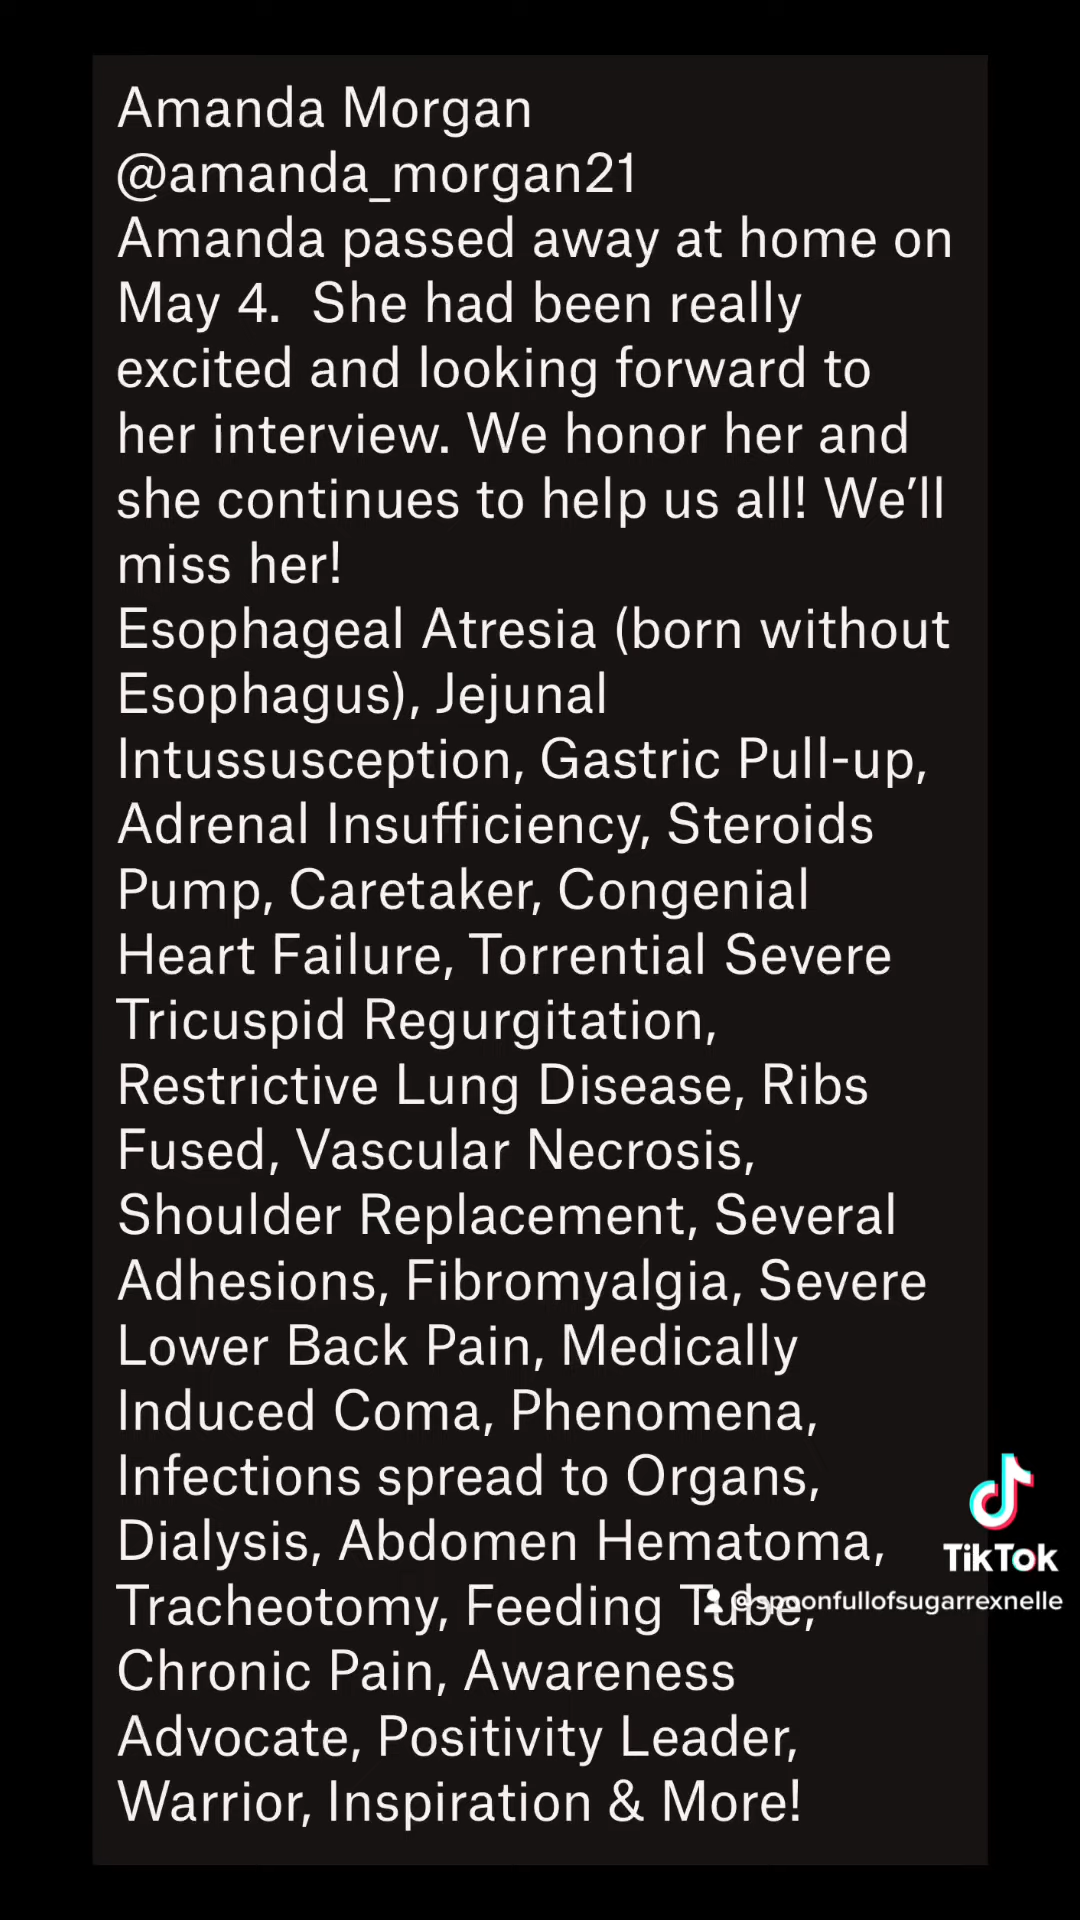 Amanda Morgan
@amanda_morgan21
Amanda passed away at home on
May 4.  She had been really
excited and looking forward to
her interview. We honor her and
she continues to help us all! We’ll
miss her!
Esophageal Atresia (born without
Esophagus), Jejunal
Intussusception, Gastric Pull-up,
Adrenal Insufficiency, Steroids
Pump, Caretaker, Congenial
Heart Failure, Torrential Severe
Tricuspid Regurgitation,
Restrictive Lung Disease, Ribs
Fused, Vascular Necrosis,
Shoulder Replacement, Several
Adhesions, Fibromyalgia, Severe
Lower Back Pain, Medically
Induced Coma, Phenomena,
Infections spread to Organs,
Dialysis, Abdomen Hematoma,
TikTok
Tracheotomy, Feeding Tube,
@spoonfullofsugarrexnelle
Chronic Pain, Awareness
Advocate, Positivity Leader,
Warrior, Inspiration & More!